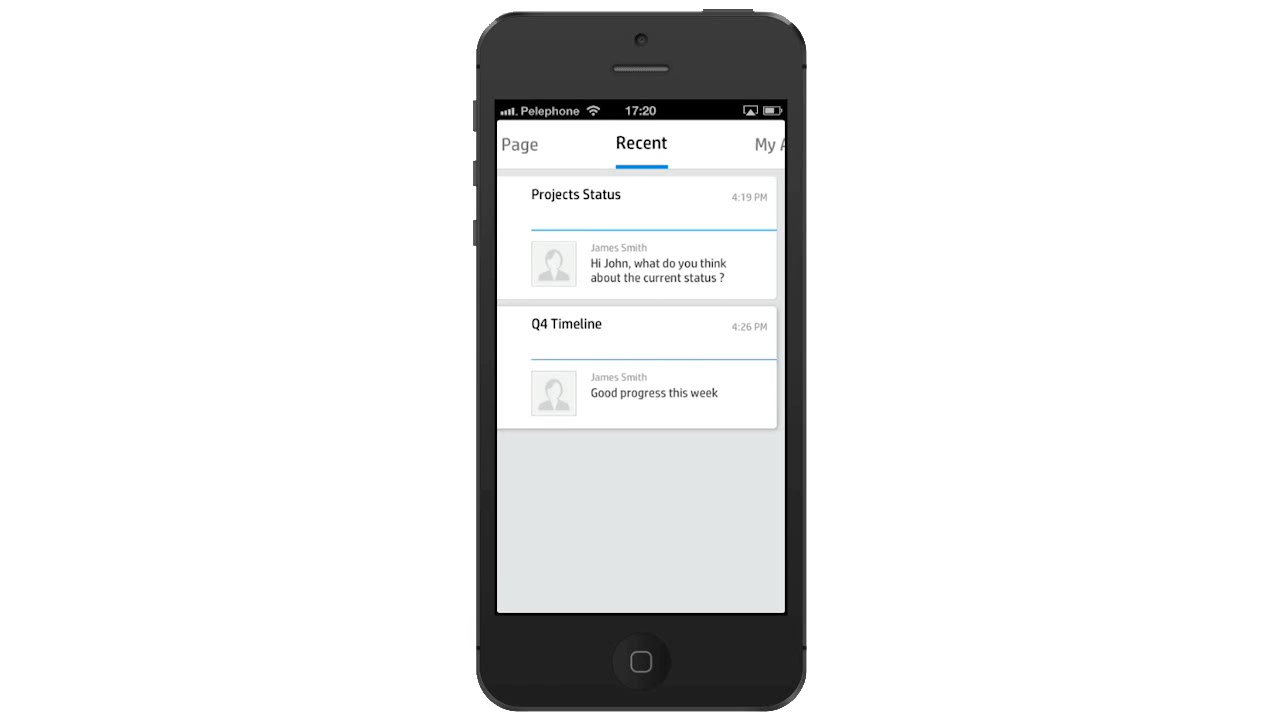 Pelephone 17:20
Page Recent My A
Projects Status 4:19 PM
James Smith
Hi John, what do you think
about the current status ?
Q4 Timeline 4:26 PM
James Smith
Good progress this week